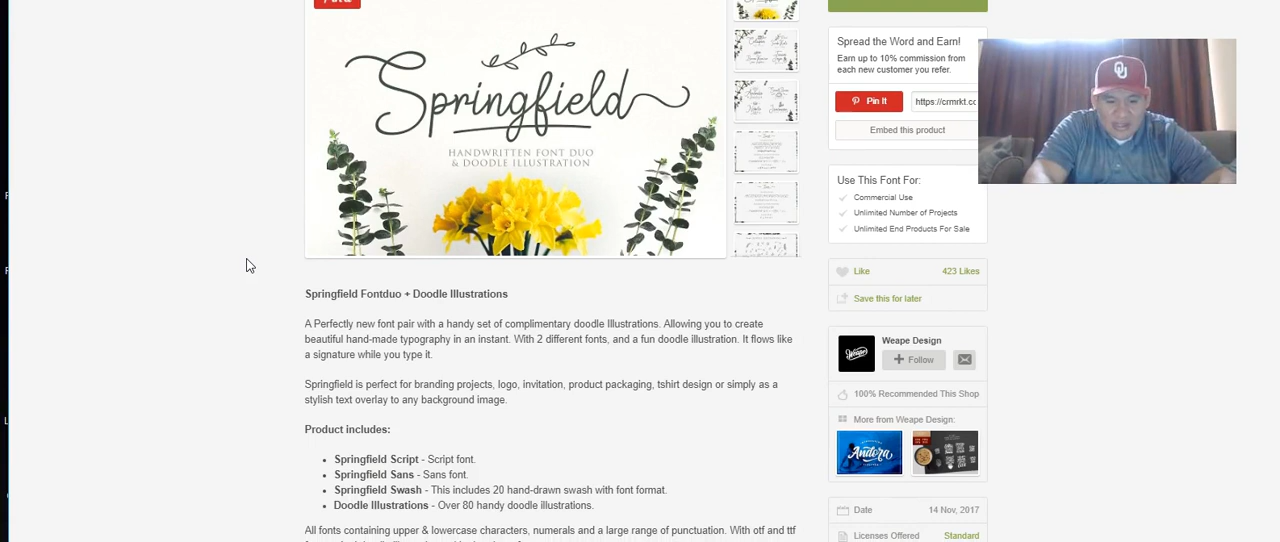 Springfield
HANDWRITTEN FONT DUO
& DOODLE ILLUSTRATION
Springfield Fontduo + Doodle Illustrations
A Perfectly new font pair with a handy set of complimentary doodle Illustrations. Allowing you to create
beautiful hand-made typography in an instant. With 2 different fonts, and a fun doodle illustration. It flows like
a signature while you type it.
Springfield is perfect for branding projects, logo, invitation, product packaging, tshirt design or simply as a
stylish text overlay to any background image.
Product includes:
Springfield Script - Script font.
Springfield Sans - Sans font.
Springfield Swash - This includes 20 hand-drawn swash with font format.
Doodle Illustrations - Over 80 handy doodle illustrations.
All fonts containing upper & lowercase characters, numerals and a large range of punctuation. With otf and ttf
Spread the Word and Earn!
Earn up to 10% commission from
each new customer you refer.
Pin It
https://crmrkt.cc
Embed this product
Use This Font For:
Commercial Use
Unlimited Number of Projects
Unlimited End Products For Sale
Like 423 Likes
Save this for later
Weape Design
Follow
100% Recommended This Shop
More from Weape Design:
Andora
Date 14 Nov, 2017
Licenses Offered Standard
OU